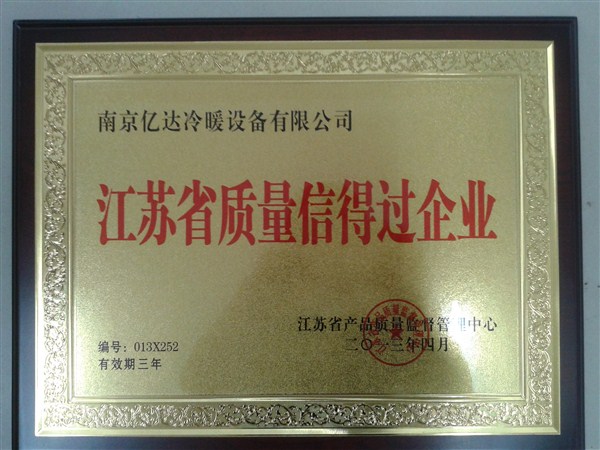 南京亿达冷暖设备有限公司
江苏省质量信得过企业
江苏省产品质量监督管理中心
二〇一三年四月
编号：013X252
有效期三年